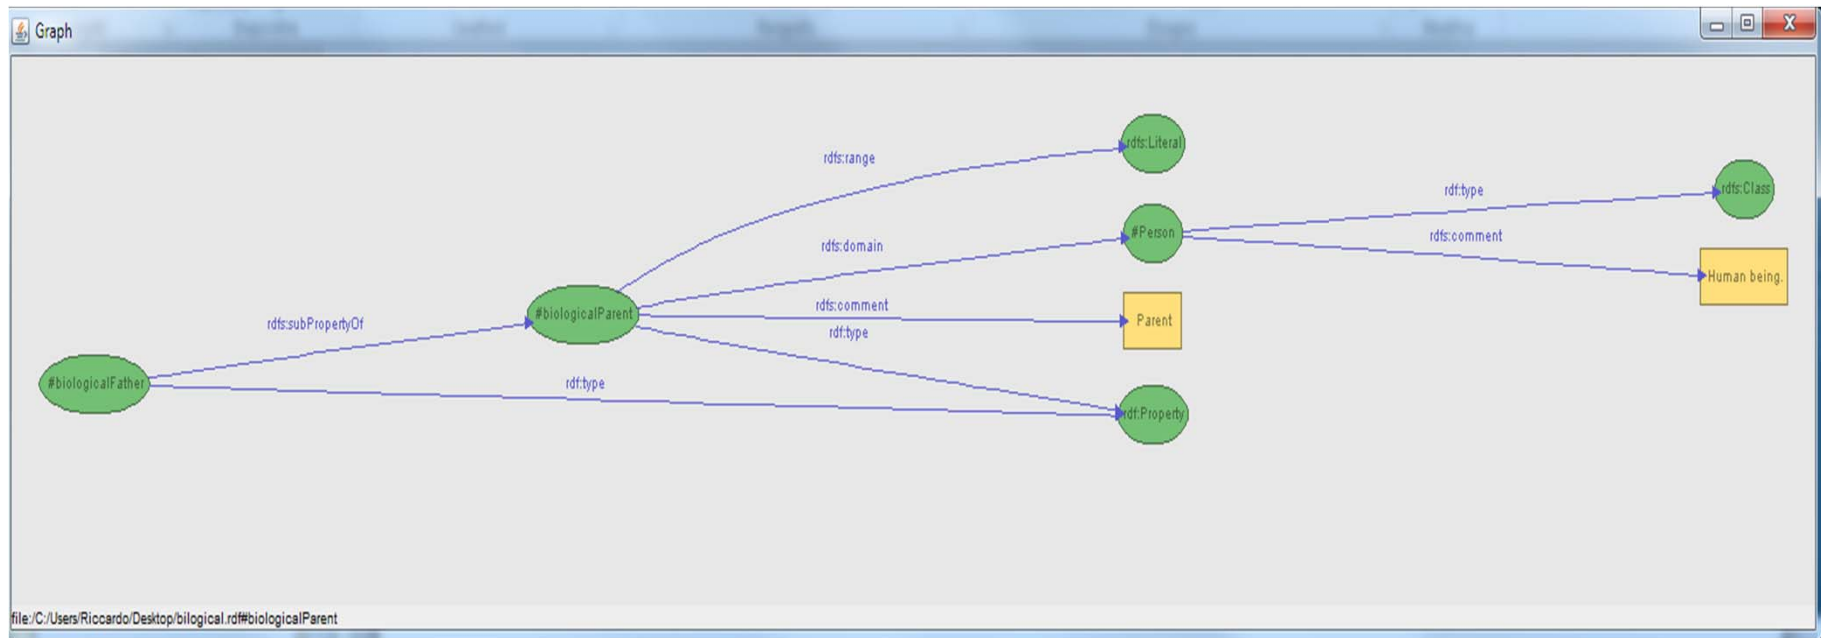 Graph
rdfs:range
rdfs:Literal
rdf:type
rdfs:Class
#Person
rdfs:domain
rdfs:comment
Human being.
#biologicalParent
rdfs:comment
Parent
rdfs:subPropertyOf
rdf:type
#biologicalFather
rdf:type
rdf:Property
file:/C:/Users/Riccardo/Desktop/bilogical.rdf#biologicalParent